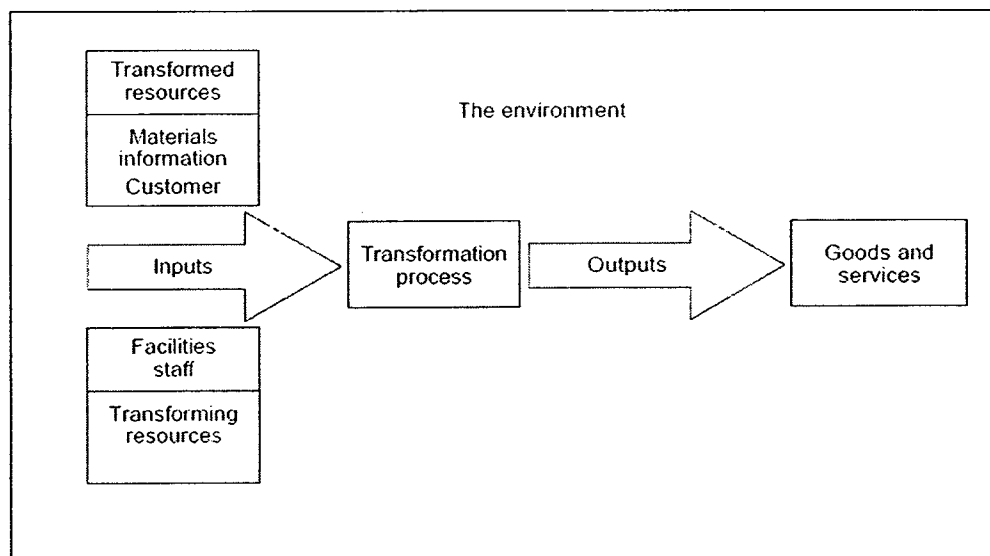 Transformed
resources
Materials
information
Customer
The environment
Inputs
Transformation
process
Outputs
Goods and
services
Facilities
staff
Transforming
resources